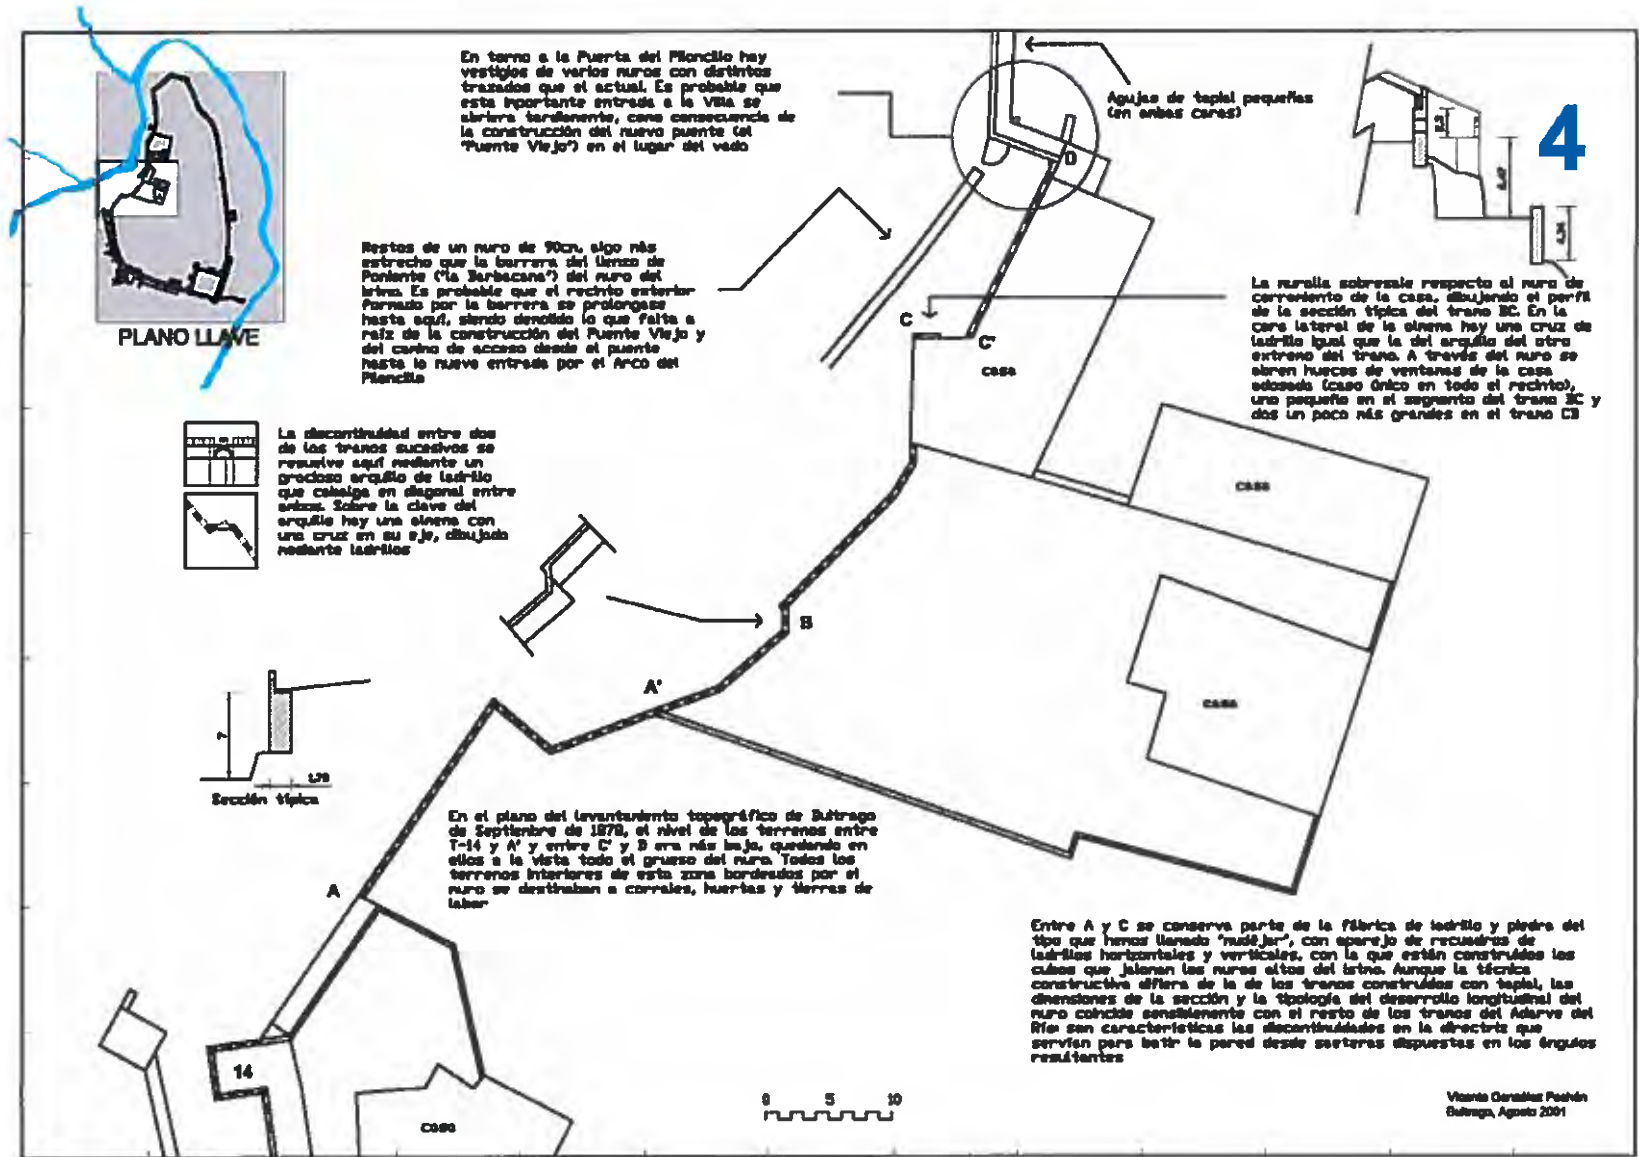 En torno a la Puerta del Piloncillo hay
vestigios de varios muros con distintos
trazados que el actual. Es probable que
esta importante entrada a la Villa se
abriera tardíamente, como consecuencia de
la construcción del nuevo puente (el
"Puente Viejo") en el lugar del vado
Agujas de tapial pequeñas
(en ambas caras)
4
2,3
6,47
4,34
PLANO LLAVE
Restos de un muro de 90cm, algo más
estrecho que la barrera del lienzo de
Poniente ("la Barbacana") del muro del
istmo. Es probable que el recinto exterior
formado por la barrera se prolongase
hasta aquí, siendo demolido lo que falta a
raíz de la construcción del Puente Viejo y
del camino de acceso desde el puente
hasta la nueva entrada por el Arco del
Piloncillo
La muralla sobresale respecto al muro de
cerramiento de la casa, dibujando el perfil
de la sección típica del tramo BC. En la
cara lateral de la almena hay una cruz de
ladrillo igual que la del arquillo del otro
extremo del tramo. A través del muro se
abren huecos de ventanas de la casa
adosada (caso único en todo el recinto),
uno pequeño en el segmento del tramo BC y
dos un poco más grandes en el tramo CD
D
C
C'
casa
La discontinuidad entre dos
de los tramos sucesivos se
resuelve aquí mediante un
gracioso arquillo de ladrillo
que cabalga en diagonal entre
ambos. Sobre la clave del
arquillo hay una almena con
una cruz en su eje, dibujada
mediante ladrillos
casa
B
A'
casa
7
1,78
Sección típica
En el plano del levantamiento topográfico de Buitrago
de Septiembre de 1878, el nivel de los terrenos entre
T-14 y A' y entre C' y D era más bajo, quedando en
ellos a la vista todo el grueso del muro. Todos los
terrenos interiores de esta zona bordeados por el
muro se destinaban a corrales, huertas y tierras de
labor
A
Entre A y C se conserva parte de la fábrica de ladrillo y piedra del
tipo que hemos llamado "mudéjar", con aparejo de recuadros de
ladrillos horizontales y verticales, con la que están construidos los
cubos que jalonan los muros altos del istmo. Aunque la técnica
constructiva difiera de la de los tramos construidos con tapial, las
dimensiones de la sección y la tipología del desarrollo longitudinal del
muro coincide sensiblemente con el resto de los tramos del Adarve del
Río: son características las discontinuidades en la directriz que
servían para batir la pared desde saeteras dispuestas en los ángulos
resultantes
14
casa
0 5 10
Vicente González Pachón
Buitrago, Agosto 2001